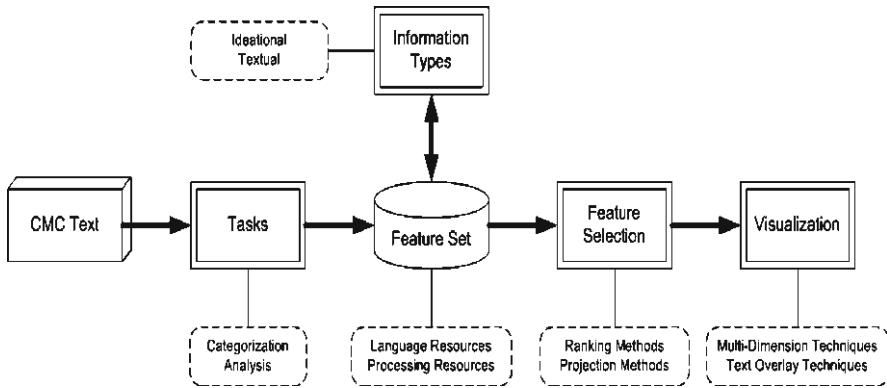 Ideational
Textual
Information
Types
CMC Text
Tasks
Feature Set
Feature
Selection
Visualization
Categorization
Analysis
Language Resources
Processing Resources
Ranking Methods
Projection Methods
Multi-Dimension Techniques
Text Overlay Techniques